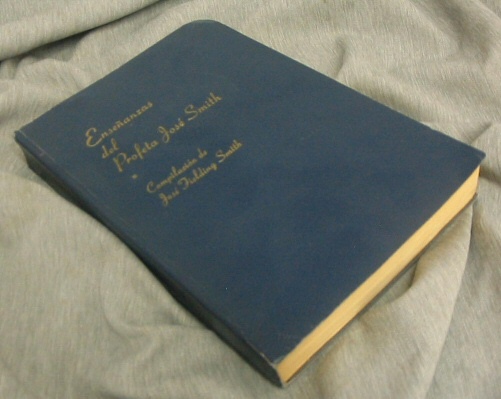 Enseñanzas
del
Profeta José Smith
Compilación de
José Fielding Smith